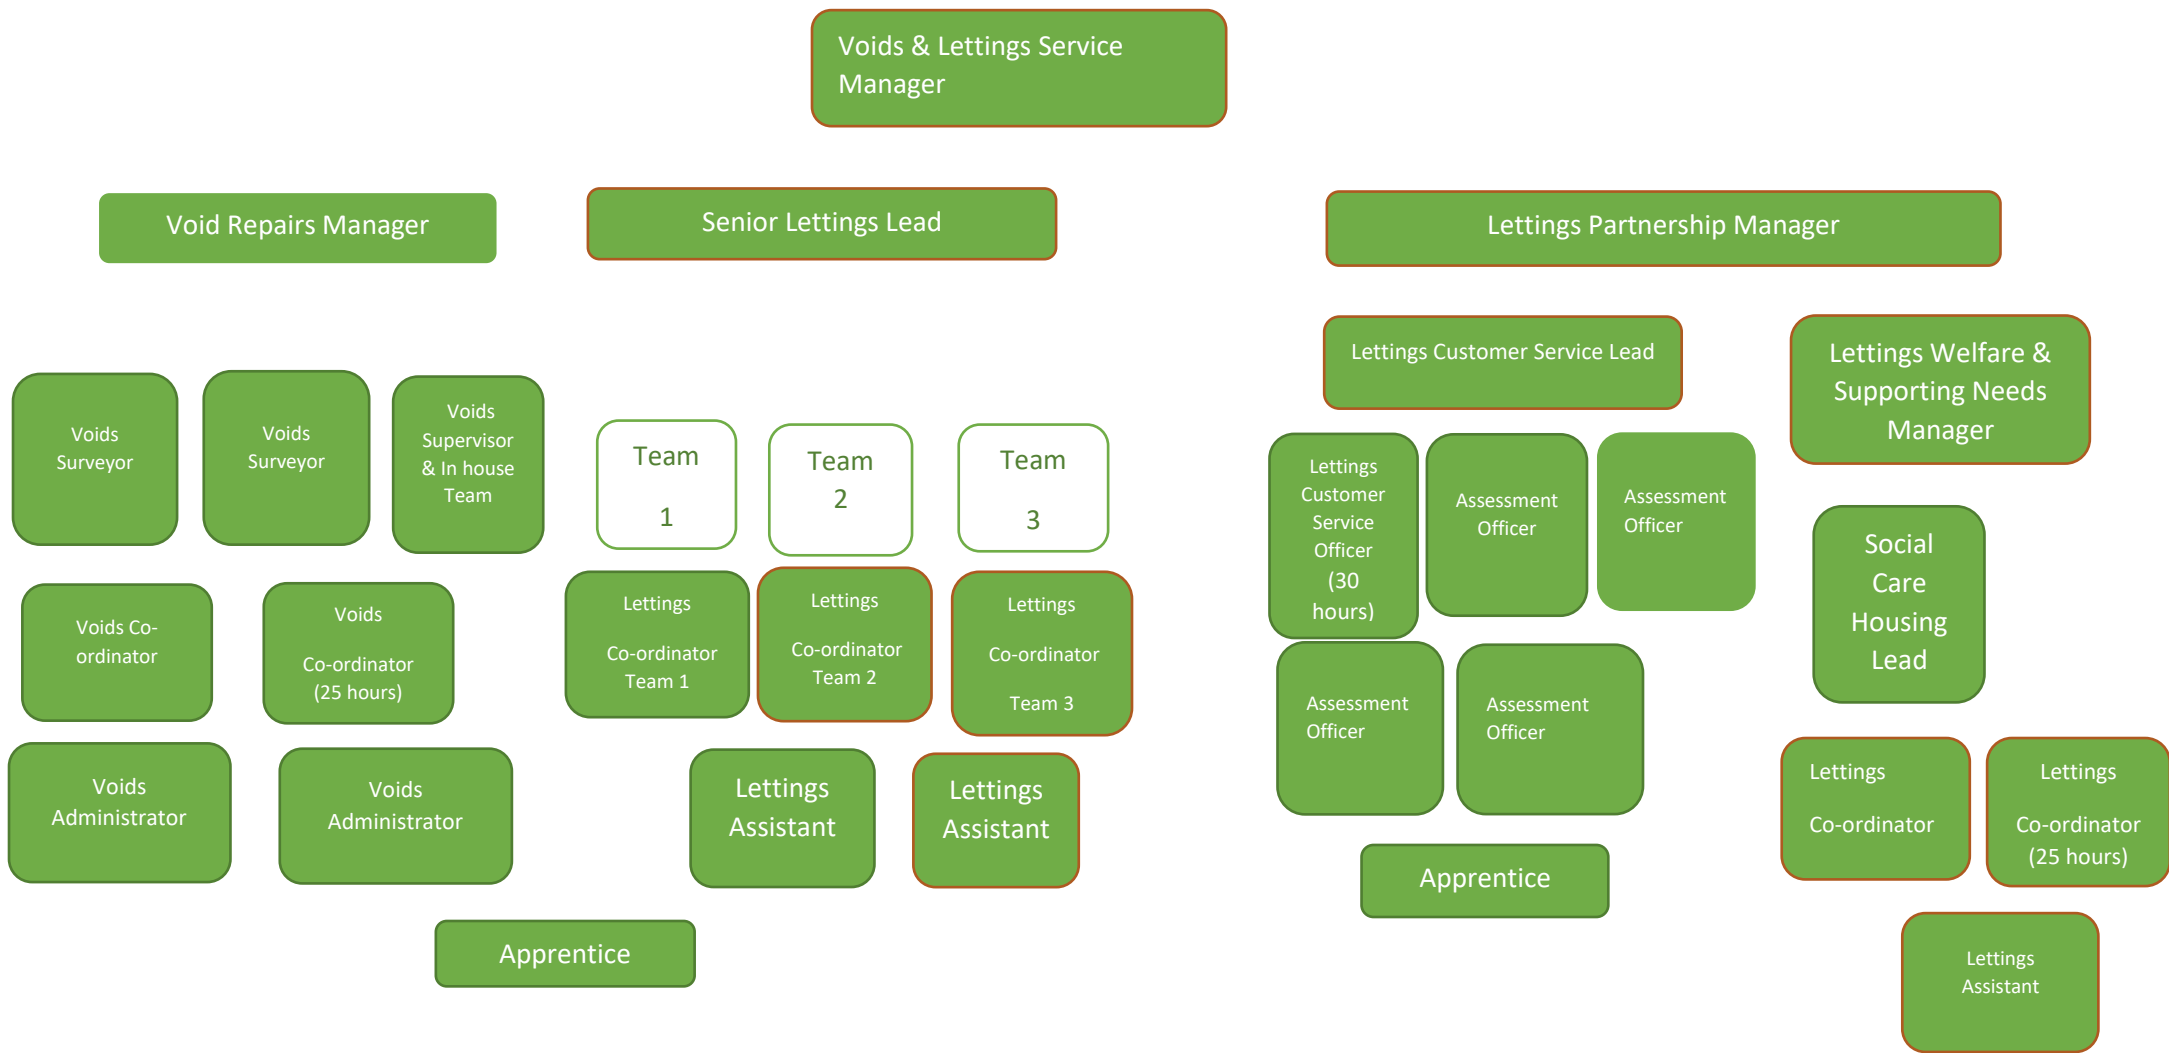 Voids & Lettings Service
Manager
Void Repairs Manager
Senior Lettings Lead
Lettings Partnership Manager
Lettings Customer Service Lead
Lettings Welfare &
Supporting Needs
Manager
Voids
Surveyor
Voids
Surveyor
Voids
Supervisor
& In house
Team
Team
1
Team
2
Team
3
Lettings
Customer
Service
Officer
(30
hours)
Assessment
Officer
Assessment
Officer
Social
Care
Housing
Lead
Voids Co-
ordinator
Voids
Co-ordinator
(25 hours)
Lettings
Co-ordinator
Team 1
Lettings
Co-ordinator
Team 2
Lettings
Co-ordinator
Team 3
Assessment
Officer
Assessment
Officer
Voids
Administrator
Voids
Administrator
Lettings
Assistant
Lettings
Assistant
Lettings
Co-ordinator
Lettings
Co-ordinator
(25 hours)
Apprentice
Apprentice
Lettings
Assistant